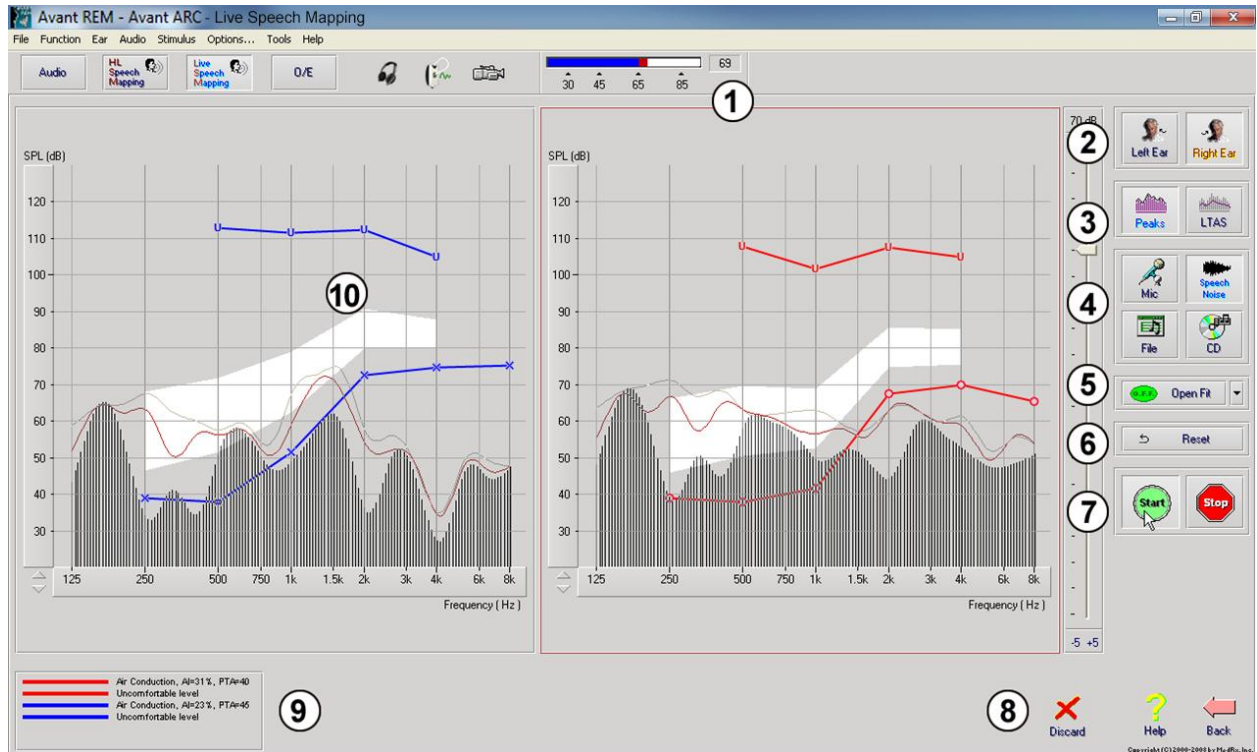 Avant REM - Avant ARC - Live Speech Mapping
File Function Ear Audio Stimulus Options... Tools Help
Audio
HL Speech Mapping
Live Speech Mapping
O/E
69
30 45 65 85
1
SPL (dB)
120
110
100
90
80
70
60
50
40
30
125 250 500 750 1k 1.5k 2k 3k 4k 6k 8k
Frequency ( Hz )
10
SPL (dB)
120
110
100
90
80
70
60
50
40
30
125 250 500 750 1k 1.5k 2k 3k 4k 6k 8k
Frequency ( Hz )
70 dB
-5 +5
2
Left Ear Right Ear
3
Peaks LTAS
4
Mic Speech Noise
File CD
5
Open Fit
6
Reset
7
Start Stop
Air Conduction, AI=31%, PTA=40
Uncomfortable level
Air Conduction, AI=23%, PTA=45
Uncomfortable level
9
8
Discard
Help
Back
Copyright (C) 2000-2008 by MedRx, Inc.